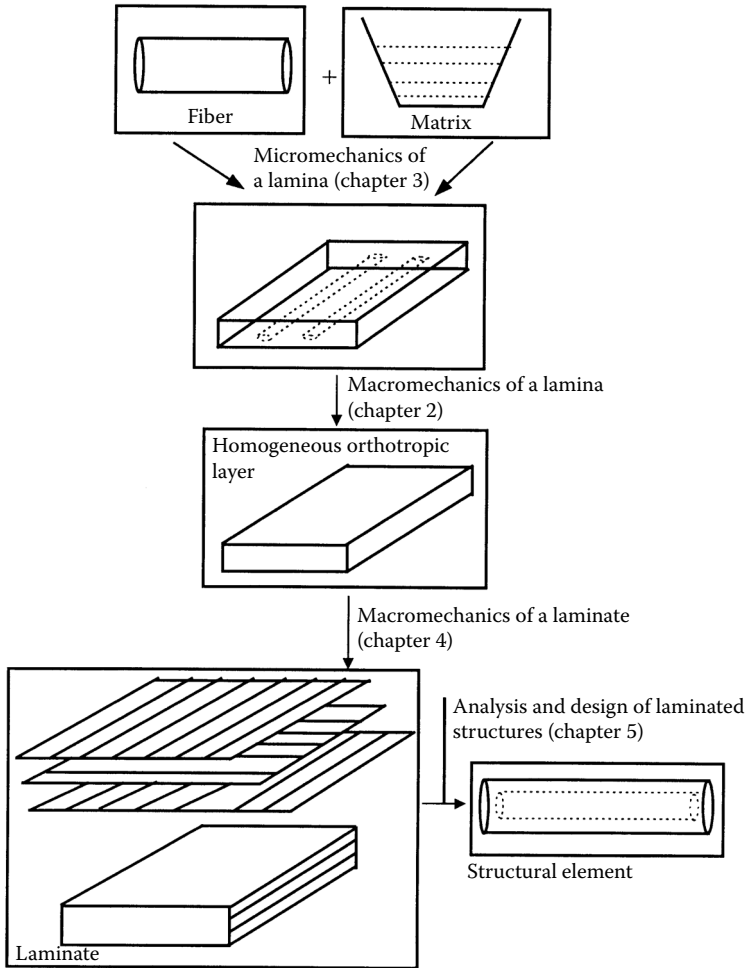 Fiber
+
Matrix
Micromechanics of
a lamina (chapter 3)
Macromechanics of a lamina
(chapter 2)
Homogeneous orthotropic
layer
Macromechanics of a laminate
(chapter 4)
Analysis and design of laminated
structures (chapter 5)
Structural element
Laminate